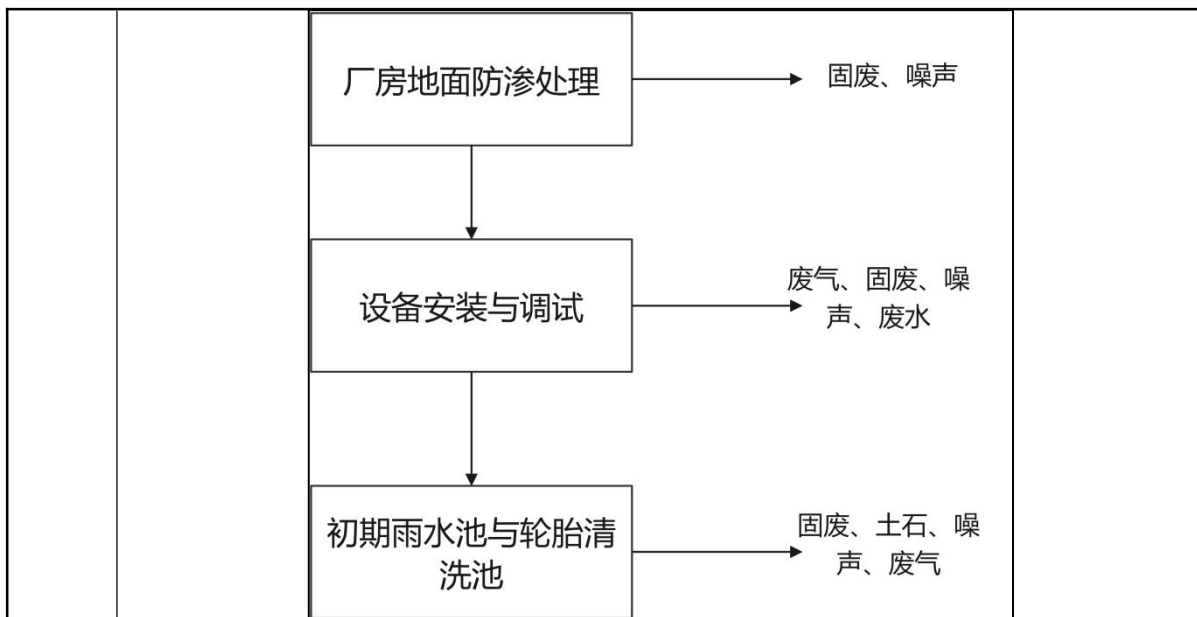 厂房地面防渗处理
固废、噪声
设备安装与调试
废气、固废、噪
声、废水
初期雨水池与轮胎清
洗池
固废、土石、噪
声、废气